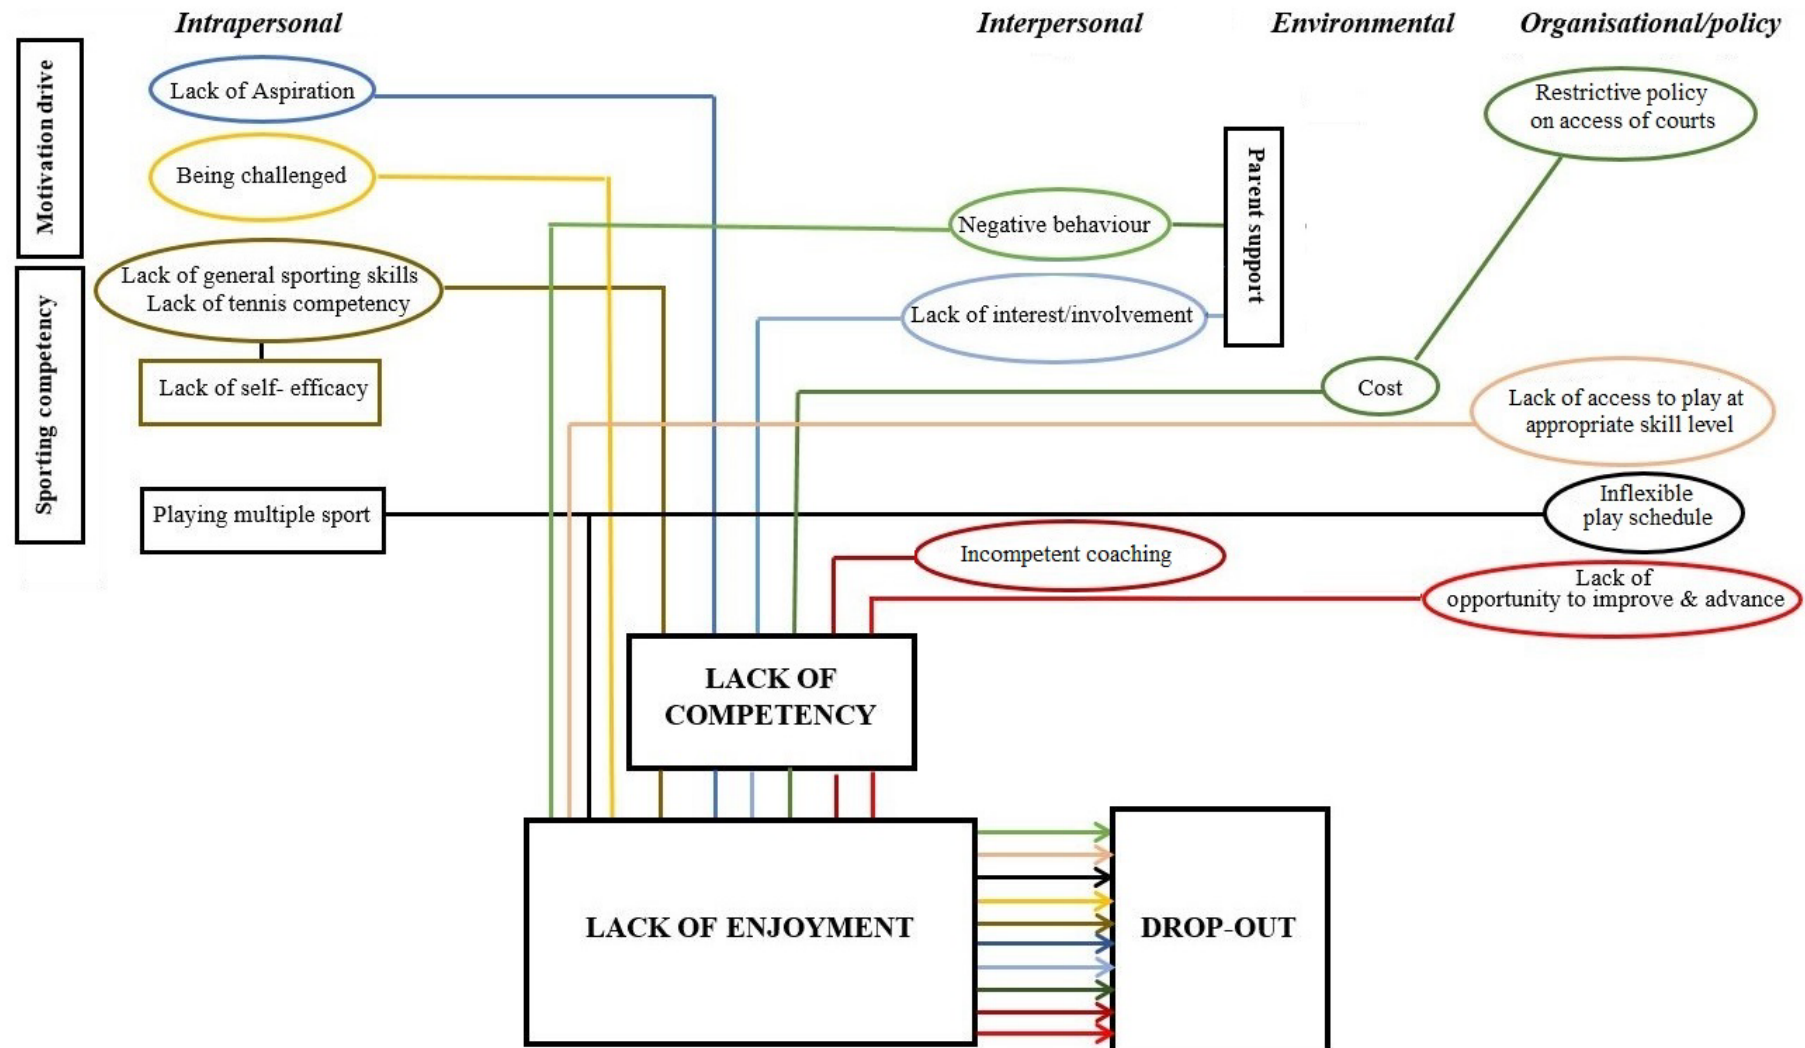 Intrapersonal
Interpersonal
Environmental
Organisational/policy
Motivation drive
Lack of Aspiration
Being challenged
Negative behaviour
Parent support
Restrictive policy
on access of courts
Sporting competency
Lack of general sporting skills
Lack of tennis competency
Lack of interest/involvement
Lack of self- efficacy
Cost
Lack of access to play at
appropriate skill level
Playing multiple sport
Inflexible
play schedule
Incompetent coaching
Lack of
opportunity to improve & advance
LACK OF
COMPETENCY
LACK OF ENJOYMENT
DROP-OUT